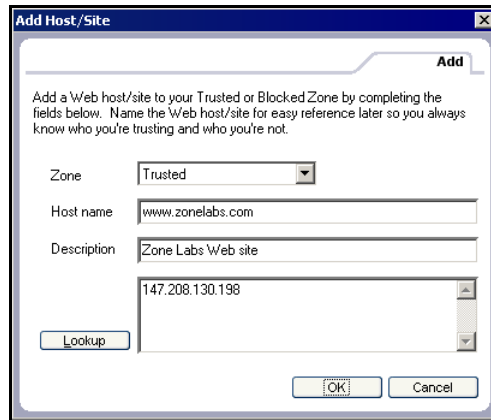 Add Host/Site
Add
Add a Web host/site to your Trusted or Blocked Zone by completing the
fields below.  Name the Web host/site for easy reference later so you always
know who you're trusting and who you're not.
Zone
Trusted
Host name
www.zonelabs.com
Description
Zone Labs Web site
147.208.130.198
Lookup
OK
Cancel